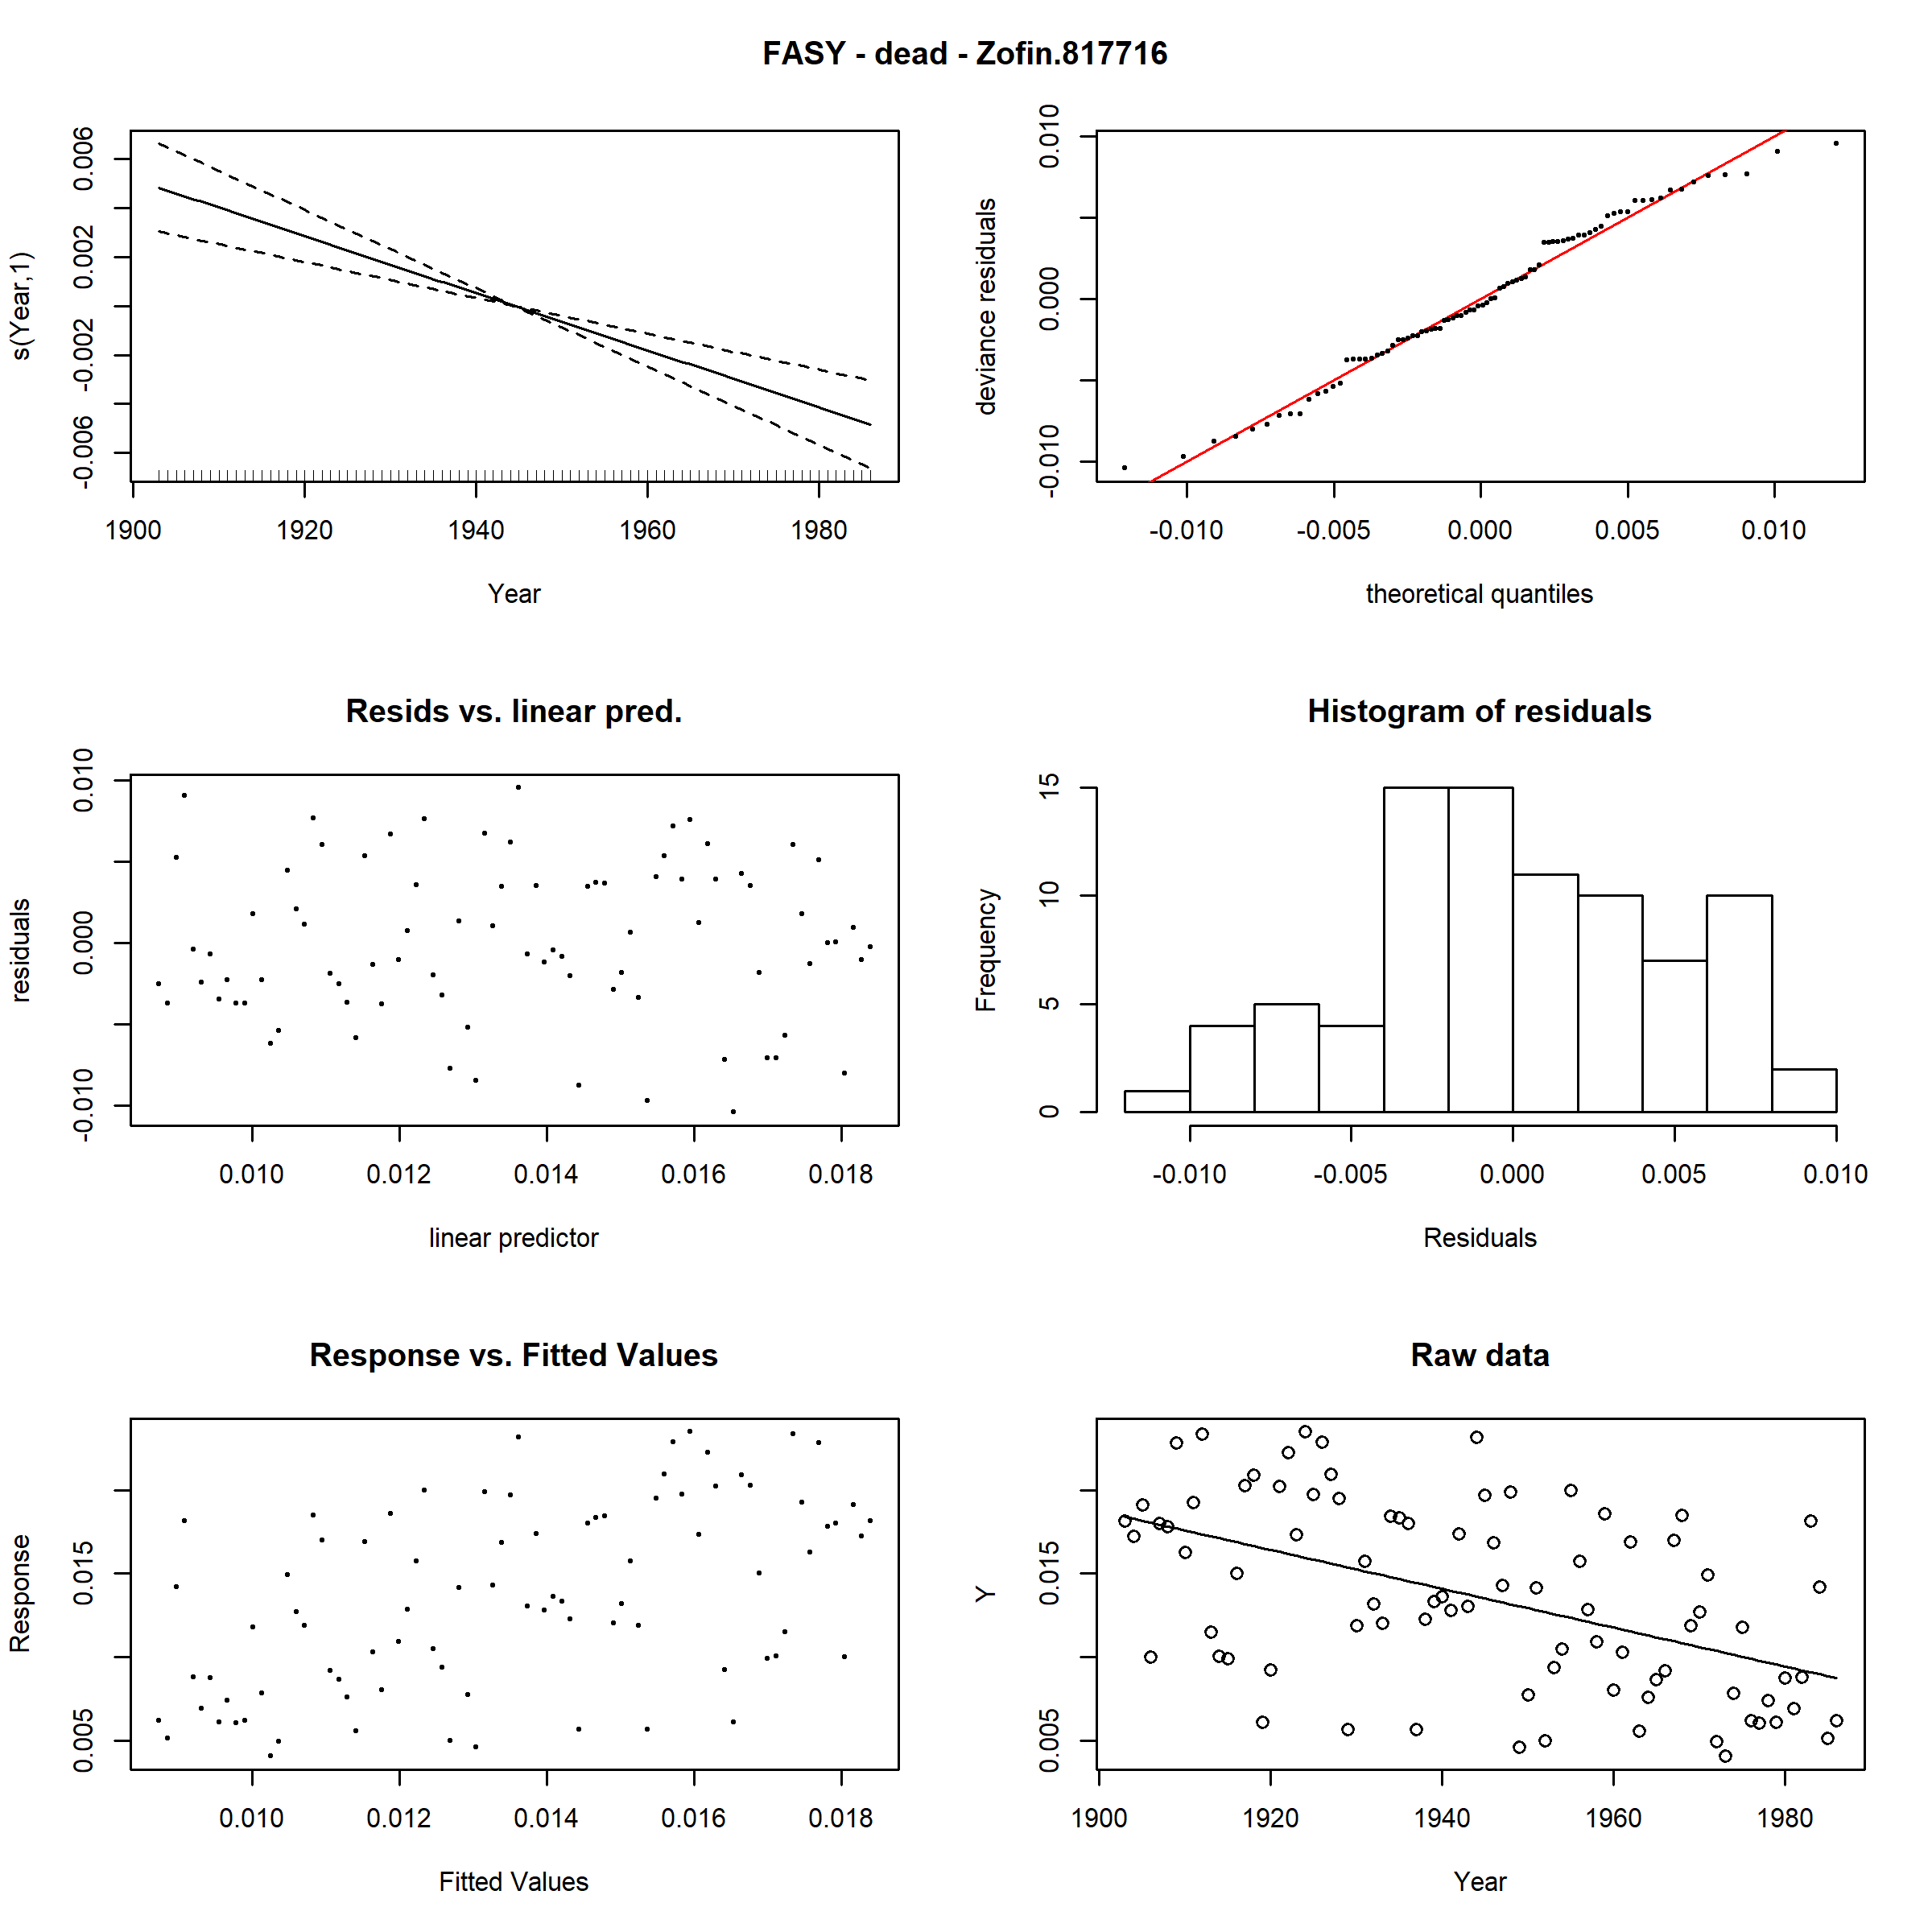 FASY - dead - Zofin.817716
s(Year,1)
0.006
0.002
-0.002
-0.006
1900 1920 1940 1960 1980
Year
deviance residuals
0.010
0.000
-0.010
-0.010 -0.005 0.000 0.005 0.010
theoretical quantiles
Resids vs. linear pred.
residuals
0.010
0.000
-0.010
0.010 0.012 0.014 0.016 0.018
linear predictor
Histogram of residuals
Frequency
15
10
5
0
-0.010 -0.005 0.000 0.005 0.010
Residuals
Response vs. Fitted Values
Response
0.015
0.005
0.010 0.012 0.014 0.016 0.018
Fitted Values
Raw data
Y
0.015
0.005
1900 1920 1940 1960 1980
Year